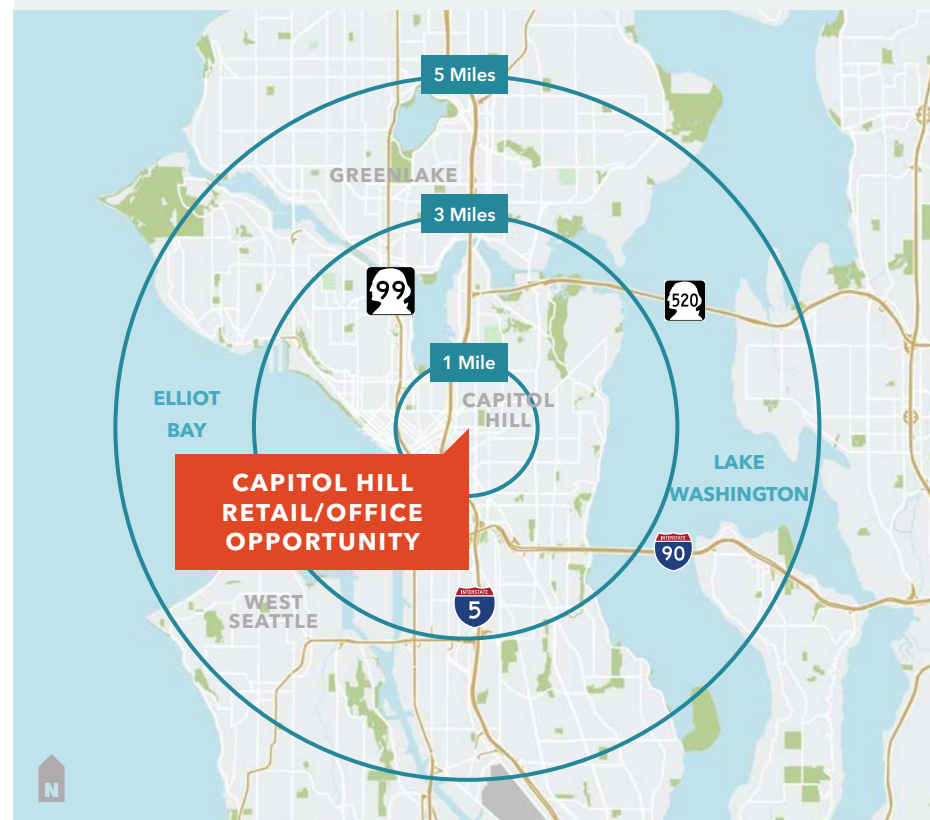 5 Miles
GREENLAKE
3 Miles
99
520
1 Mile
CAPITOL
HILL
ELLIOT
BAY
CAPITOL HILL
RETAIL/OFFICE
OPPORTUNITY
LAKE
WASHINGTON
INTERSTATE
90
INTERSTATE
5
WEST
SEATTLE
N